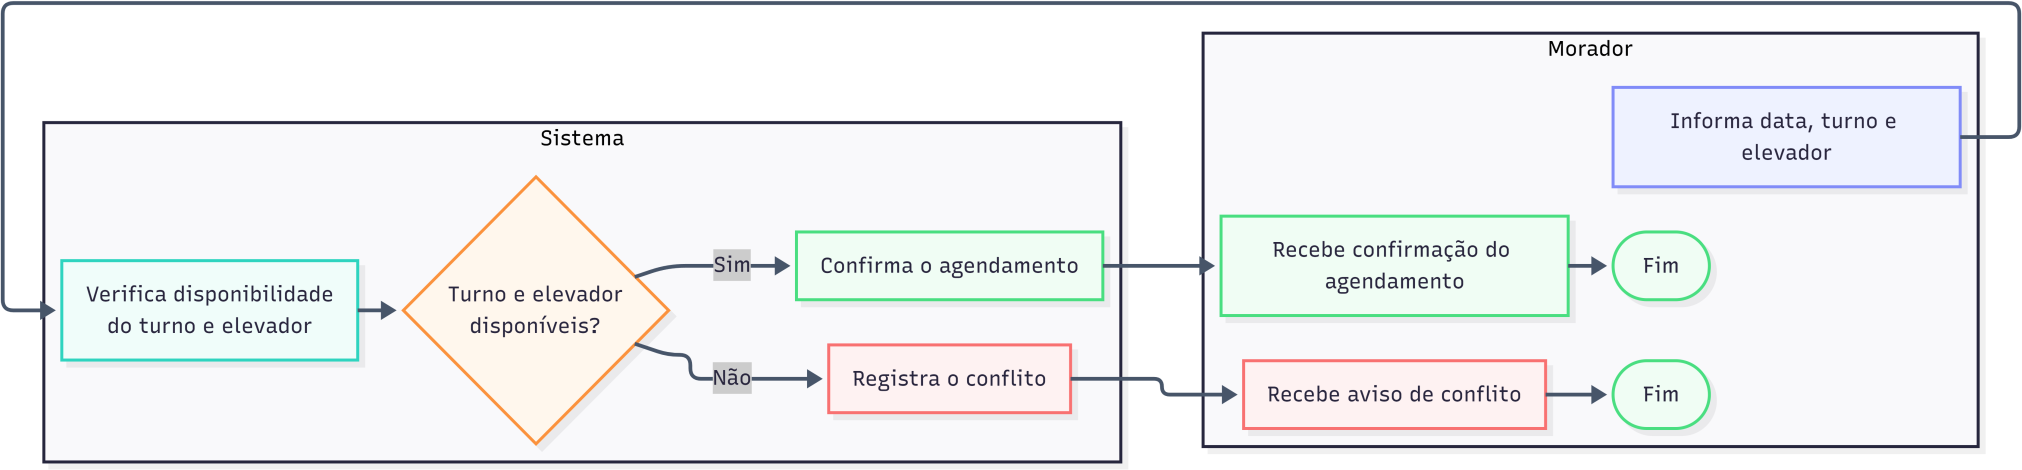 Morador
Informa data, turno e
elevador
Sistema
Verifica disponibilidade
do turno e elevador
Turno e elevador
disponíveis?
Sim
Confirma o agendamento
Recebe confirmação do
agendamento
Fim
Não
Registra o conflito
Recebe aviso de conflito
Fim